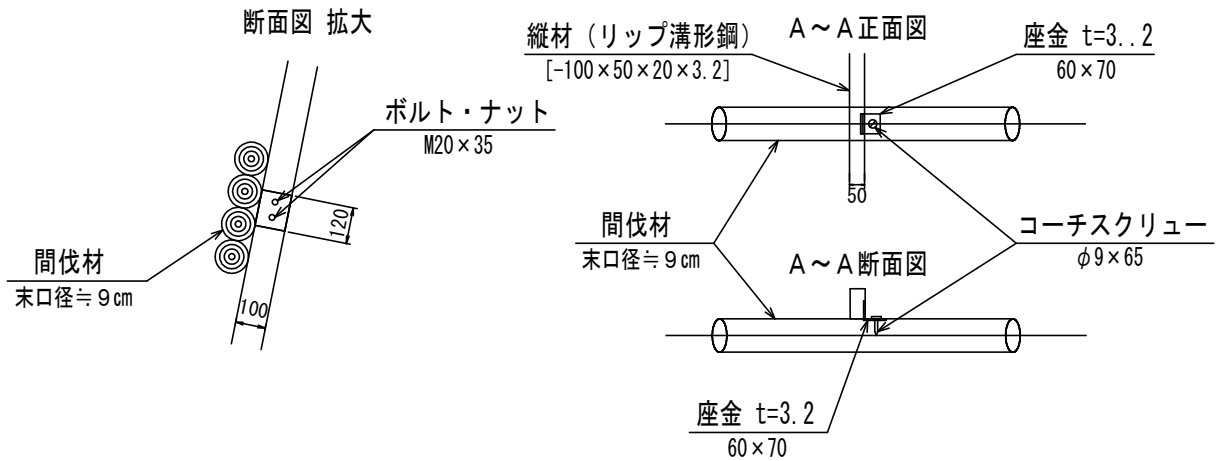 断面図 拡大
ボルト・ナット
M20×35
120
間伐材
末口径≒9㎝
100
縦材（リップ溝形鋼）
[-100×50×20×3.2]
A～A正面図
座金 t=3..2
60×70
50
間伐材
末口径≒9㎝
コーチスクリュー
φ9×65
A～A断面図
座金 t=3.2
60×70